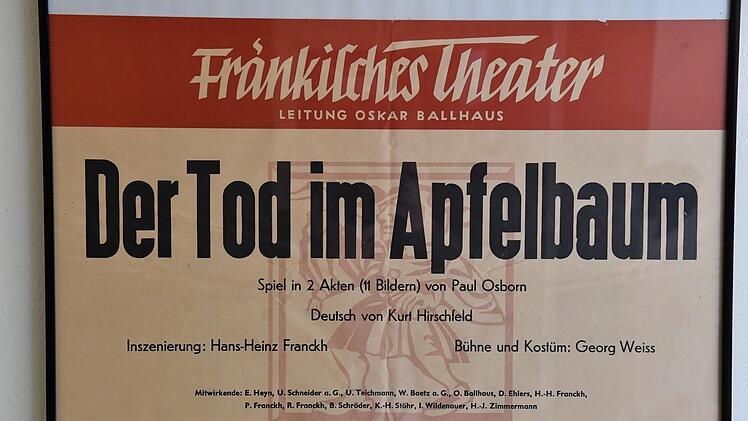 Fränkisches Theater
LEITUNG OSKAR BALLHAUS
Der Tod im Apfelbaum
Spiel in 2 Akten (11 Bildern) von Paul Osborn
Deutsch von Kurt Hirschfeld
Inszenierung: Hans-Heinz Franckh Bühne und Kostüm: Georg Weiss
Mitwirkende: E. Heyn, U. Schneider a. G., U. Teichmann, W. Baetz a. G., O. Ballhaus, D. Ehlers, H.-H. Franckh,
P. Franckh, R. Franckh, B. Schröder, K.-H. Stöhr, I. Wildenauer, H.-J. Zimmermann